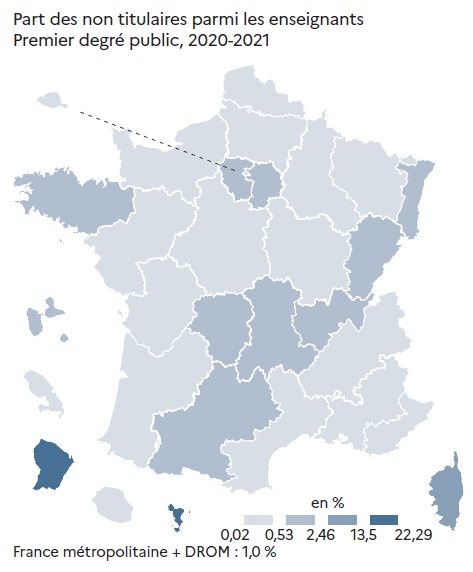 Part des non titulaires parmi les enseignants
Premier degré public, 2020-2021
en %
0,02 0,53 2,46 13,5 22,29
France métropolitaine + DROM : 1,0 %